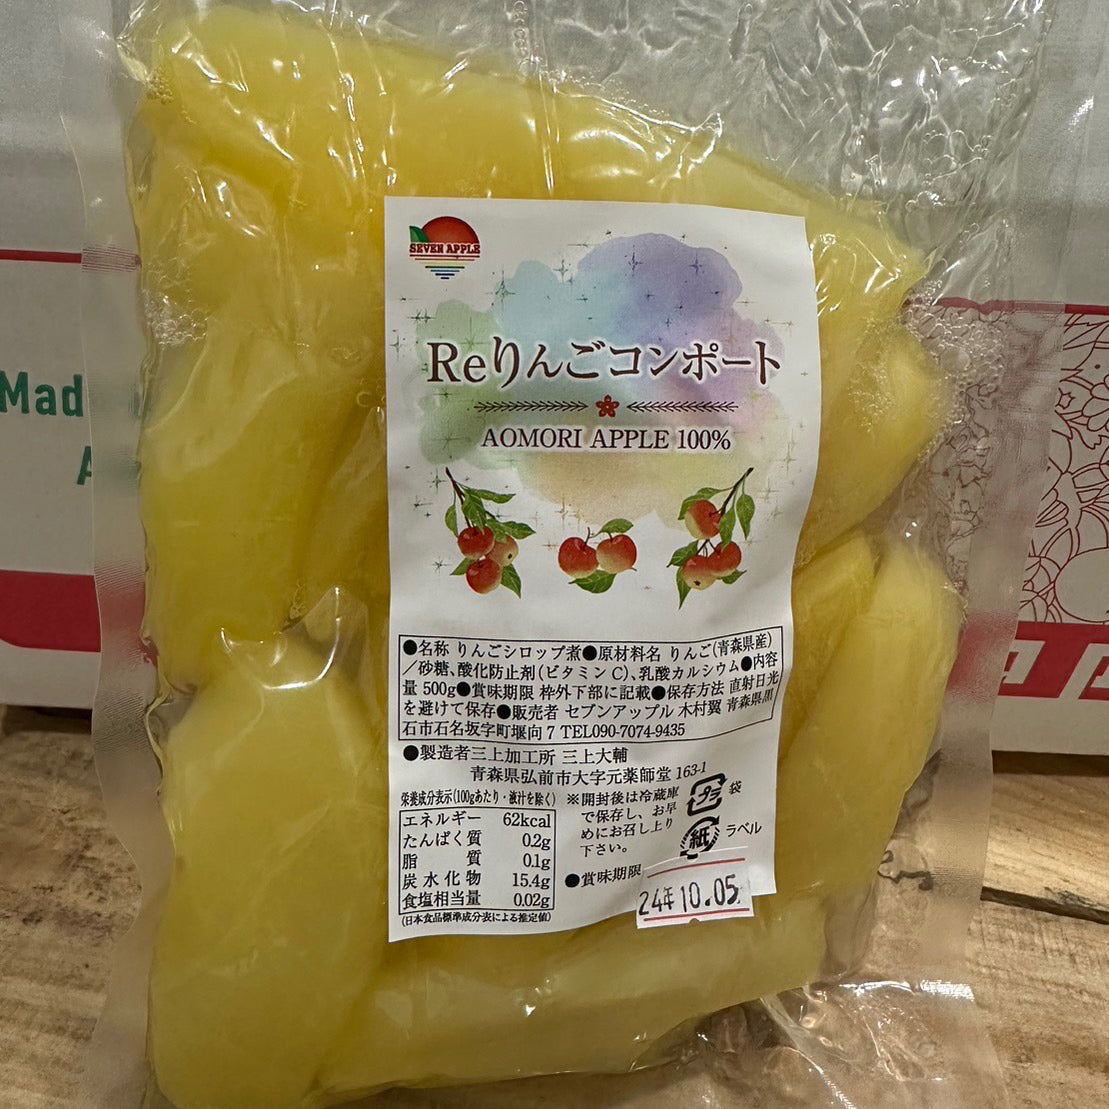 SEVEN APPLE
Reりんごコンポート
AOMORI APPLE 100%
●名称 りんごシロップ煮●原材料名 りんご(青森県産)
/砂糖、酸化防止剤(ビタミンC)、乳酸カルシウム●内容
量 500g●賞味期限 枠外下部に記載●保存方法 直射日光
を避けて保存●販売者 セブンアップル 木村翼 青森県黒
石市石名坂字町堰向7 TEL090-7074-9435
●製造者三上加工所 三上大輔
青森県弘前市大字元薬師堂 163-1
栄養成分表示(100gあたり・液汁を除く)
エネルギー 62kcal
たんぱく質 0.2g
脂質 0.1g
炭水化物 15.4g
食塩相当量 0.02g
(日本食品標準成分表による推定値)
※開封後は冷蔵庫
で保存し、お早
めにお召し上り
下さい。
プラ 袋
紙 ラベル
●賞味期限
24年10.05
Mad